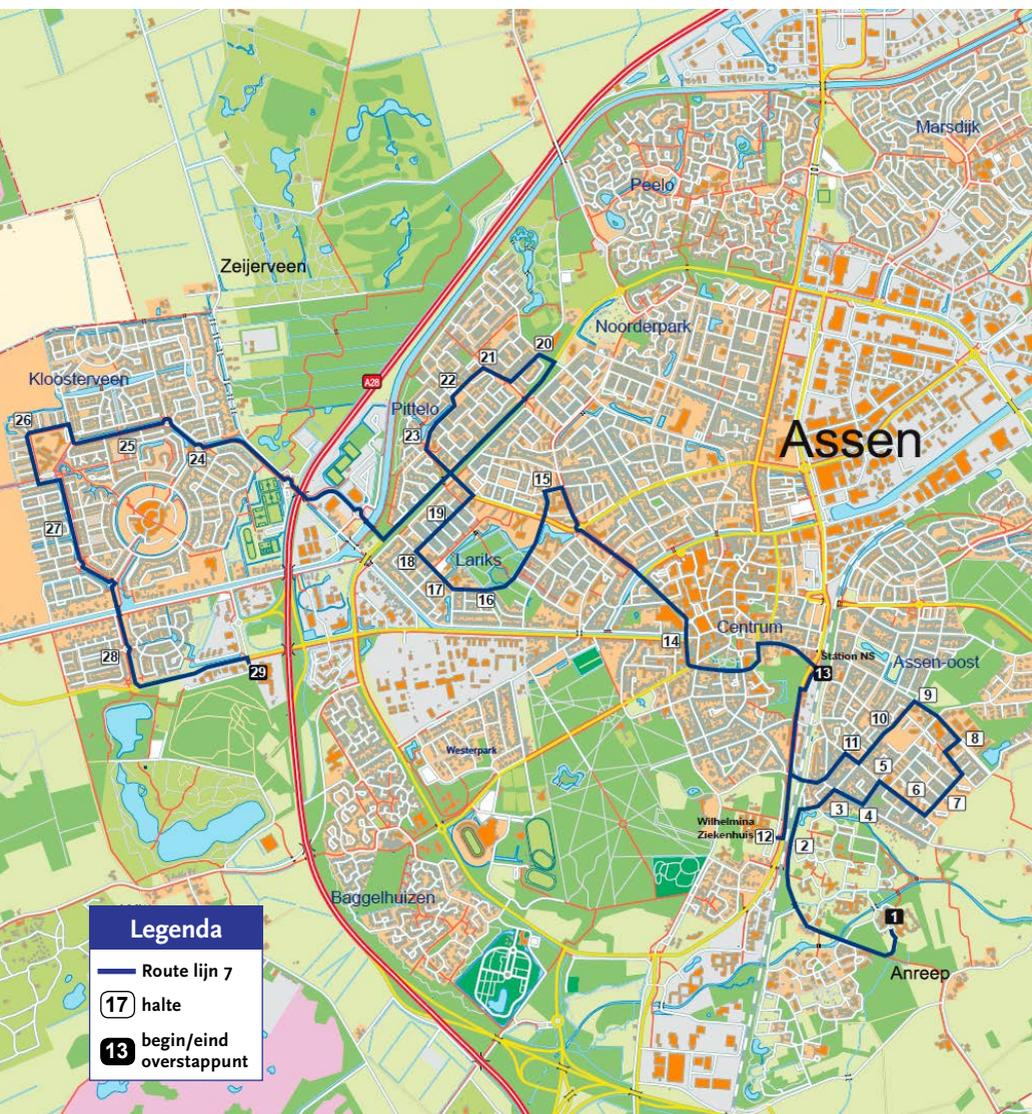 Marsdijk
Peelo
Zeijerveen
Noorderpark
20
21
A28
22
Kloosterveen
Pittelo
26
23
Assen
25
24
15
19
27
18
Lariks
17
16
Centrum
14
28
Station NS
29
13
Assen-oost
9
10
8
11
Westerpark
5
6
7
3
4
Wilhelmina
Ziekenhuis
12
2
Baggelhuizen
1
Anreep
Legenda
Route lijn 7
17 halte
13 begin/eind
overstappunt